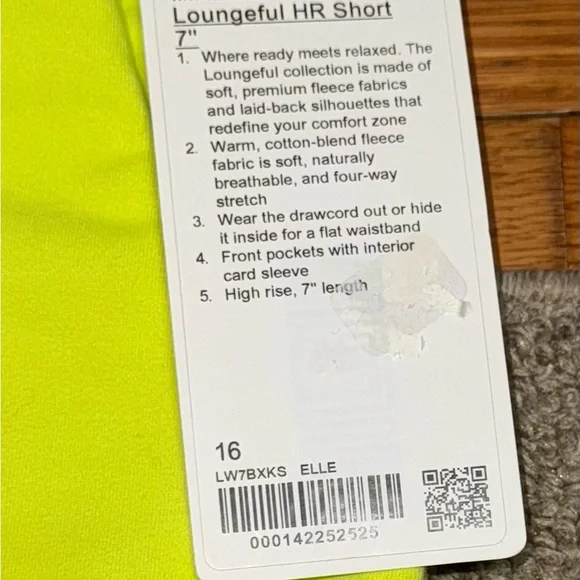 Loungeful HR Short
7"
1. Where ready meets relaxed. The
Loungeful collection is made of
soft, premium fleece fabrics
and laid-back silhouettes that
redefine your comfort zone
2. Warm, cotton-blend fleece
fabric is soft, naturally
breathable, and four-way
stretch
3. Wear the drawcord out or hide
it inside for a flat waistband
4. Front pockets with interior
card sleeve
5. High rise, 7" length
16
LW7BXKS ELLE
000142252525